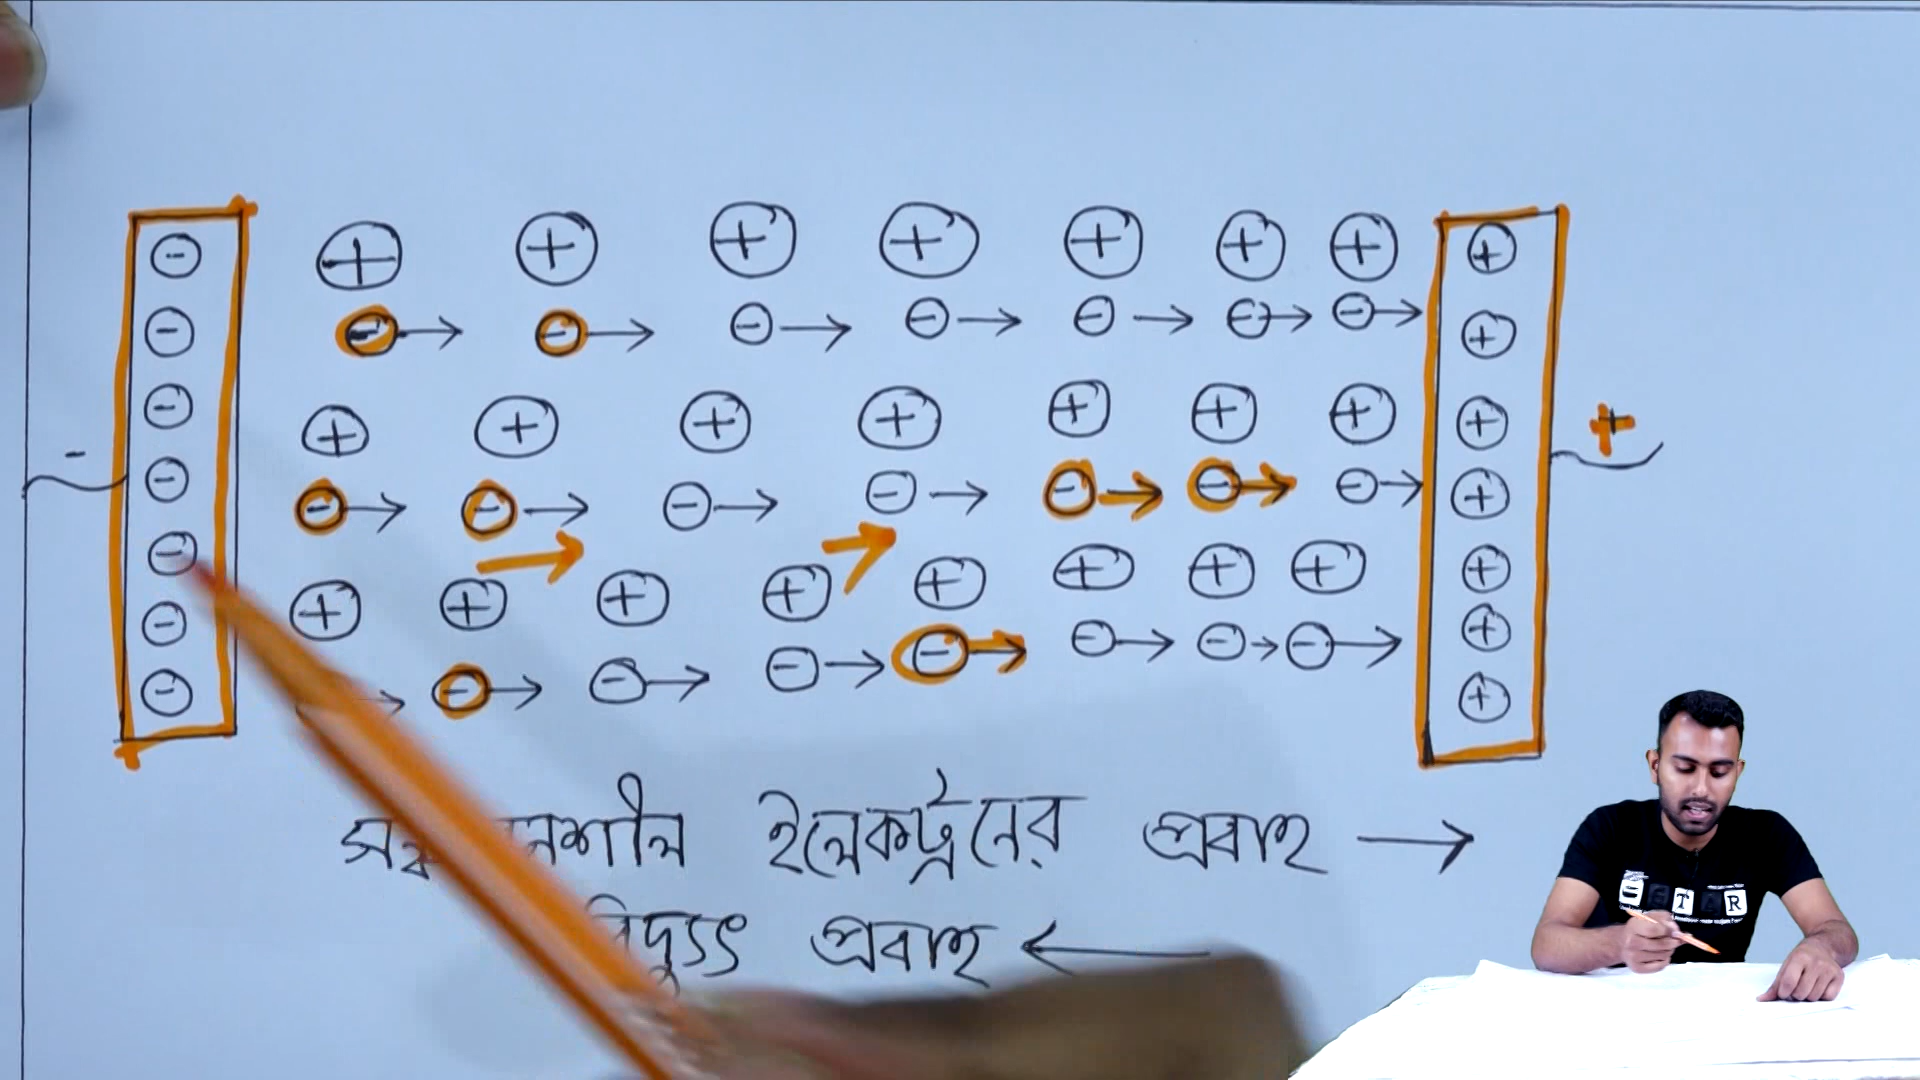 - +
ইলেকট্রনের প্রবাহ →
বিদ্যুৎ প্রবাহ ←